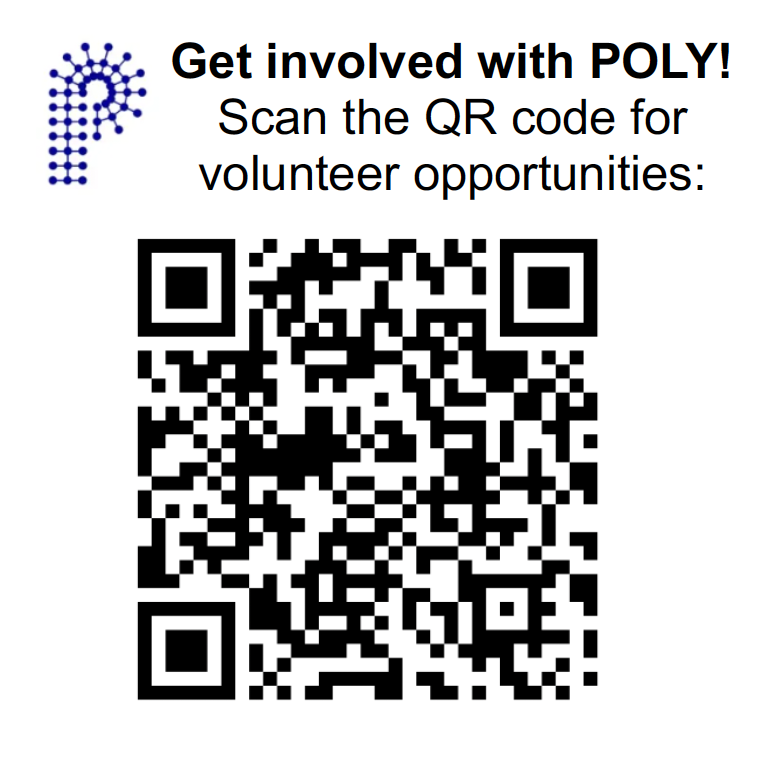 Get involved with POLY!
Scan the QR code for
volunteer opportunities: